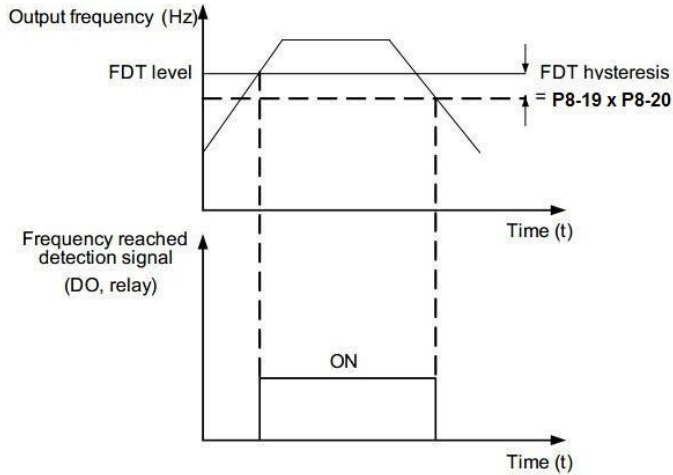 Output frequency (Hz)
FDT level
FDT hysteresis
= P8-19 x P8-20
Time (t)
Frequency reached
detection signal
(DO, relay)
ON
Time (t)